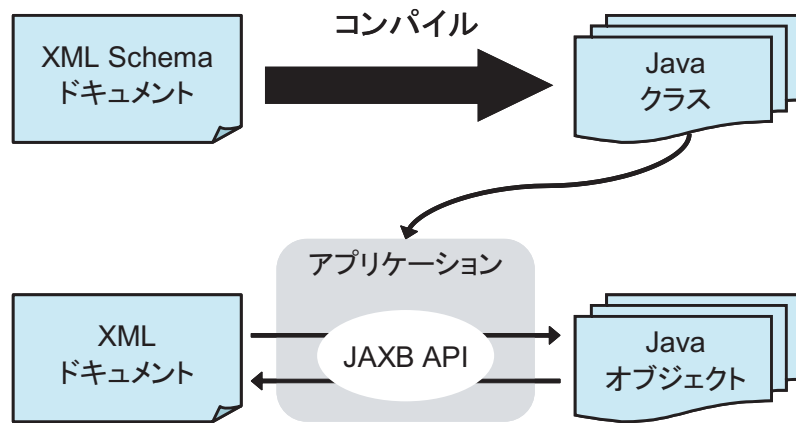 コンパイル
XML Schema
ドキュメント
Java
クラス
アプリケーション
XML
ドキュメント
JAXB API
Java
オブジェクト